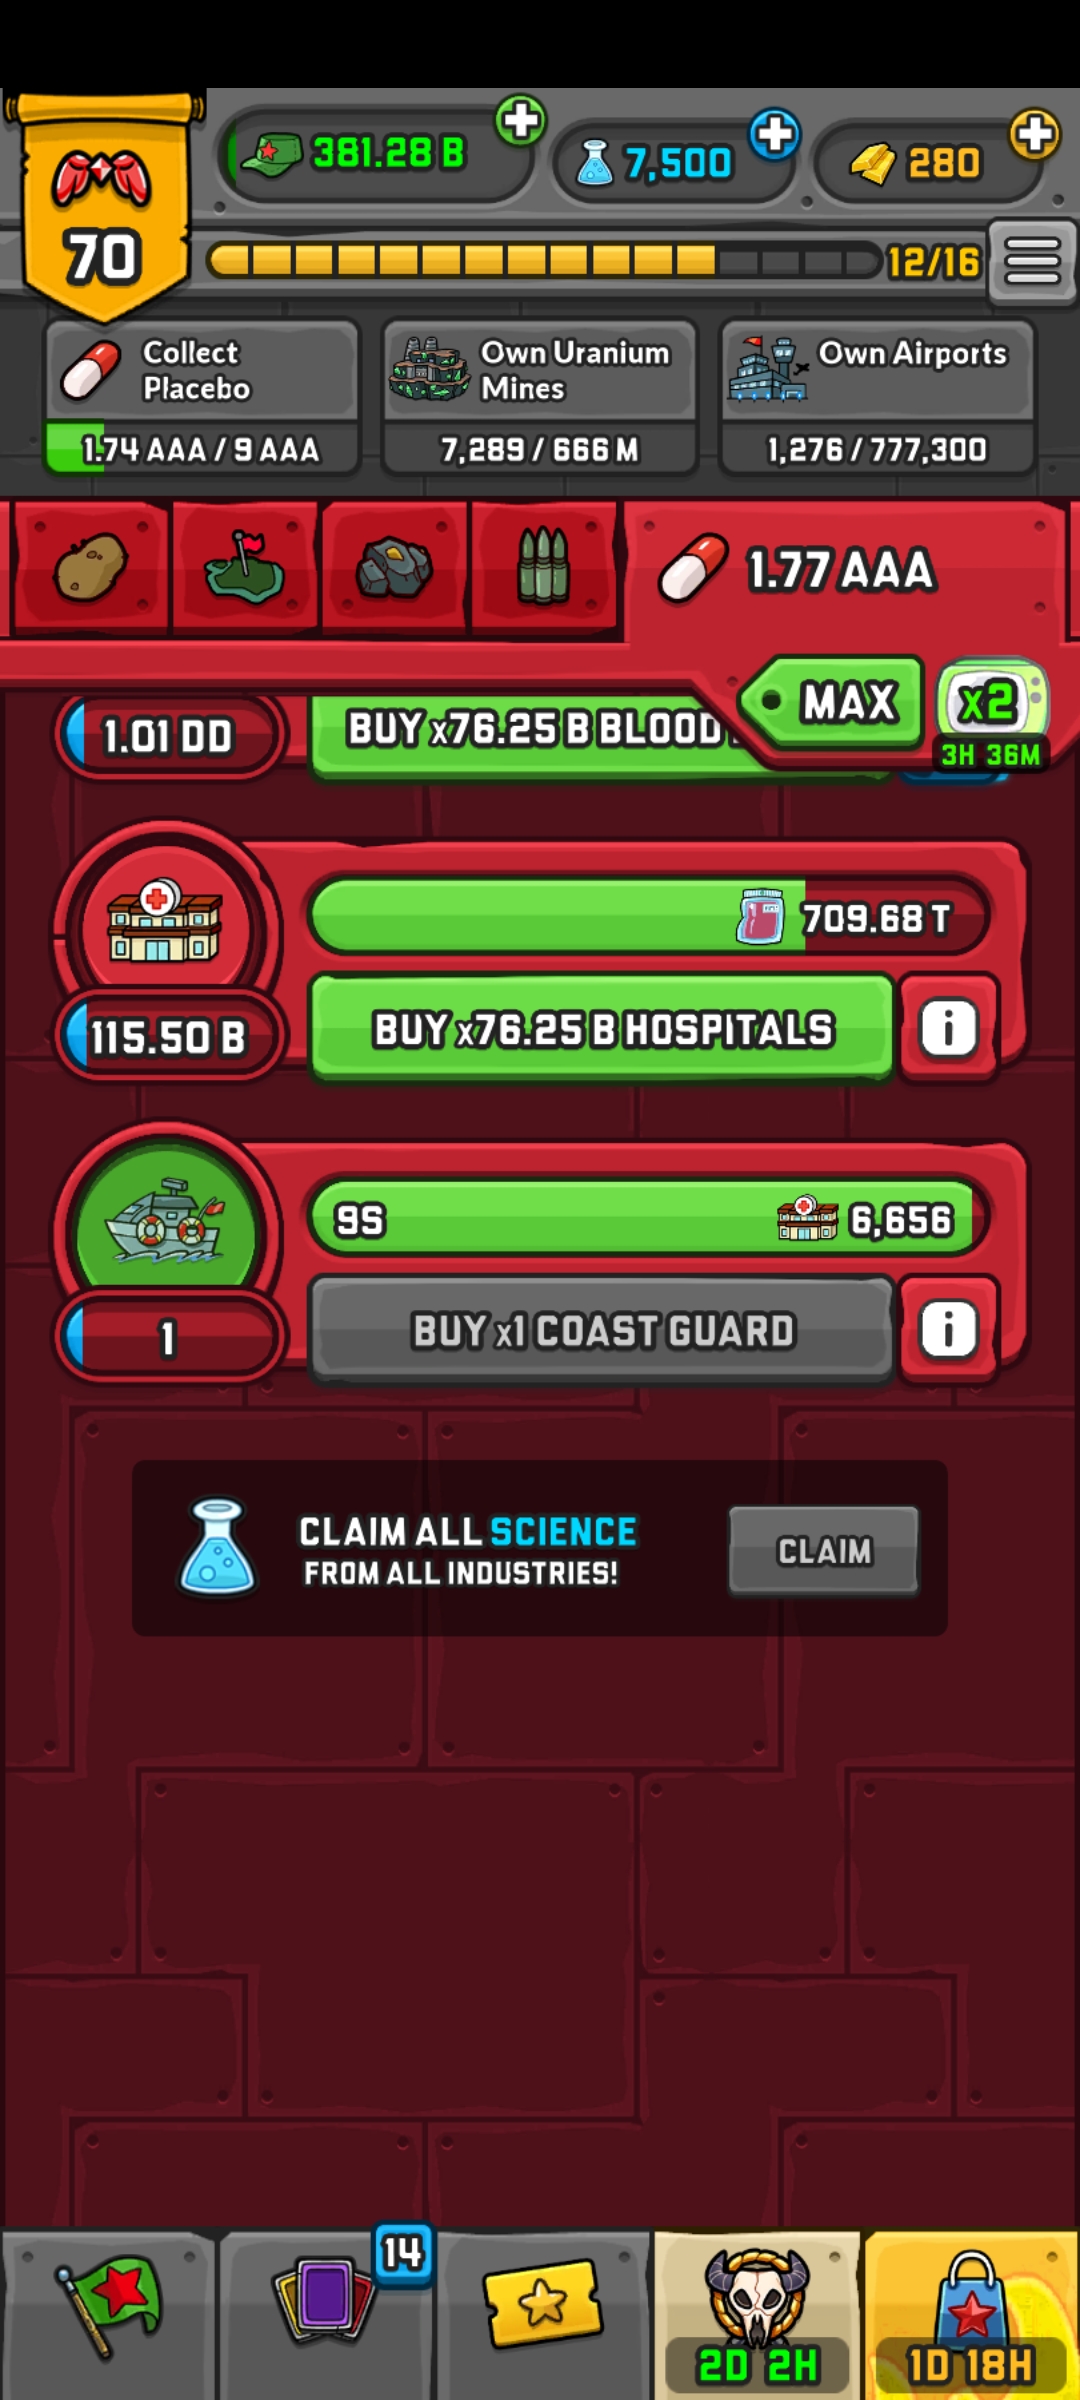 381.28 B
7,500
280
70
12/16
Collect
Placebo
1.74 AAA / 9 AAA
Own Uranium
Mines
7,289 / 666 M
Own Airports
1,276 / 777,300
1.77 AAA
MAX
x2
3H 36M
1.01 DD
BUY x76.25 B BLOOD
709.68 T
115.50 B
BUY x76.25 B HOSPITALS
i
9S
6,656
1
BUY x1 COAST GUARD
i
CLAIM ALL SCIENCE
FROM ALL INDUSTRIES!
CLAIM
14
2D 2H
1D 18H